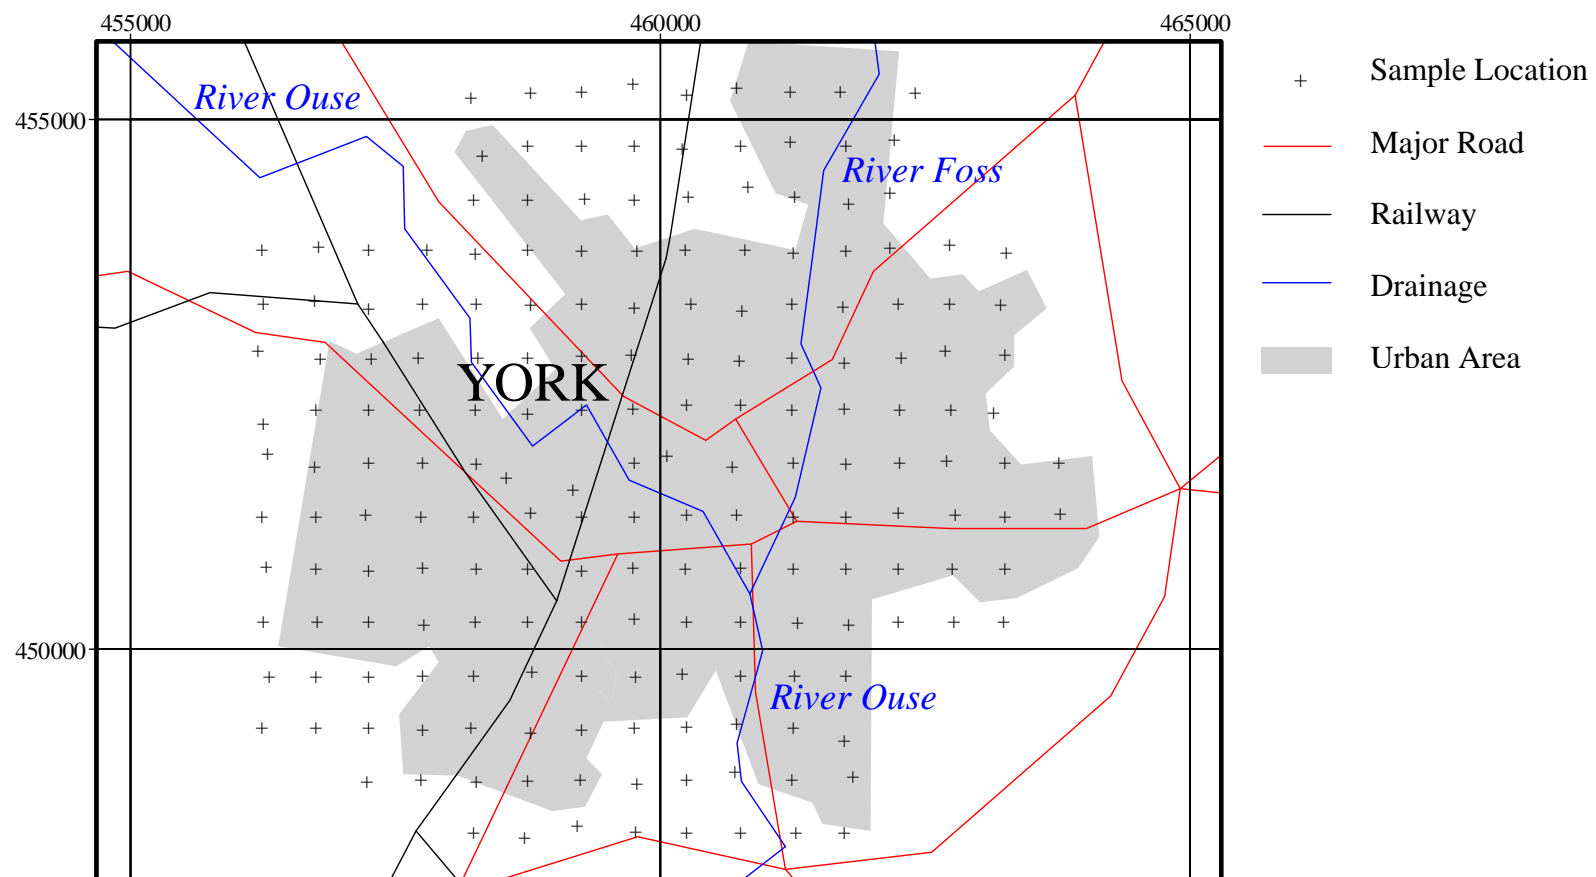 455000 460000 465000
River Ouse
Sample Location
455000
Major Road
River Foss
Railway
Drainage
Urban Area
YORK
450000
River Ouse